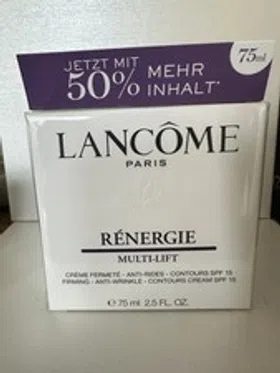 JETZT MIT
50% MEHR
INHALT*
75ml
LANCÔME
PARIS
RÉNERGIE
MULTI-LIFT
CRÈME FERMETÉ - ANTI-RIDES - CONTOURS SPF 15
FIRMING - ANTI-WRINKLE - CONTOURS CREAM SPF 15
℮ 75 ml 2.5 FL. OZ.